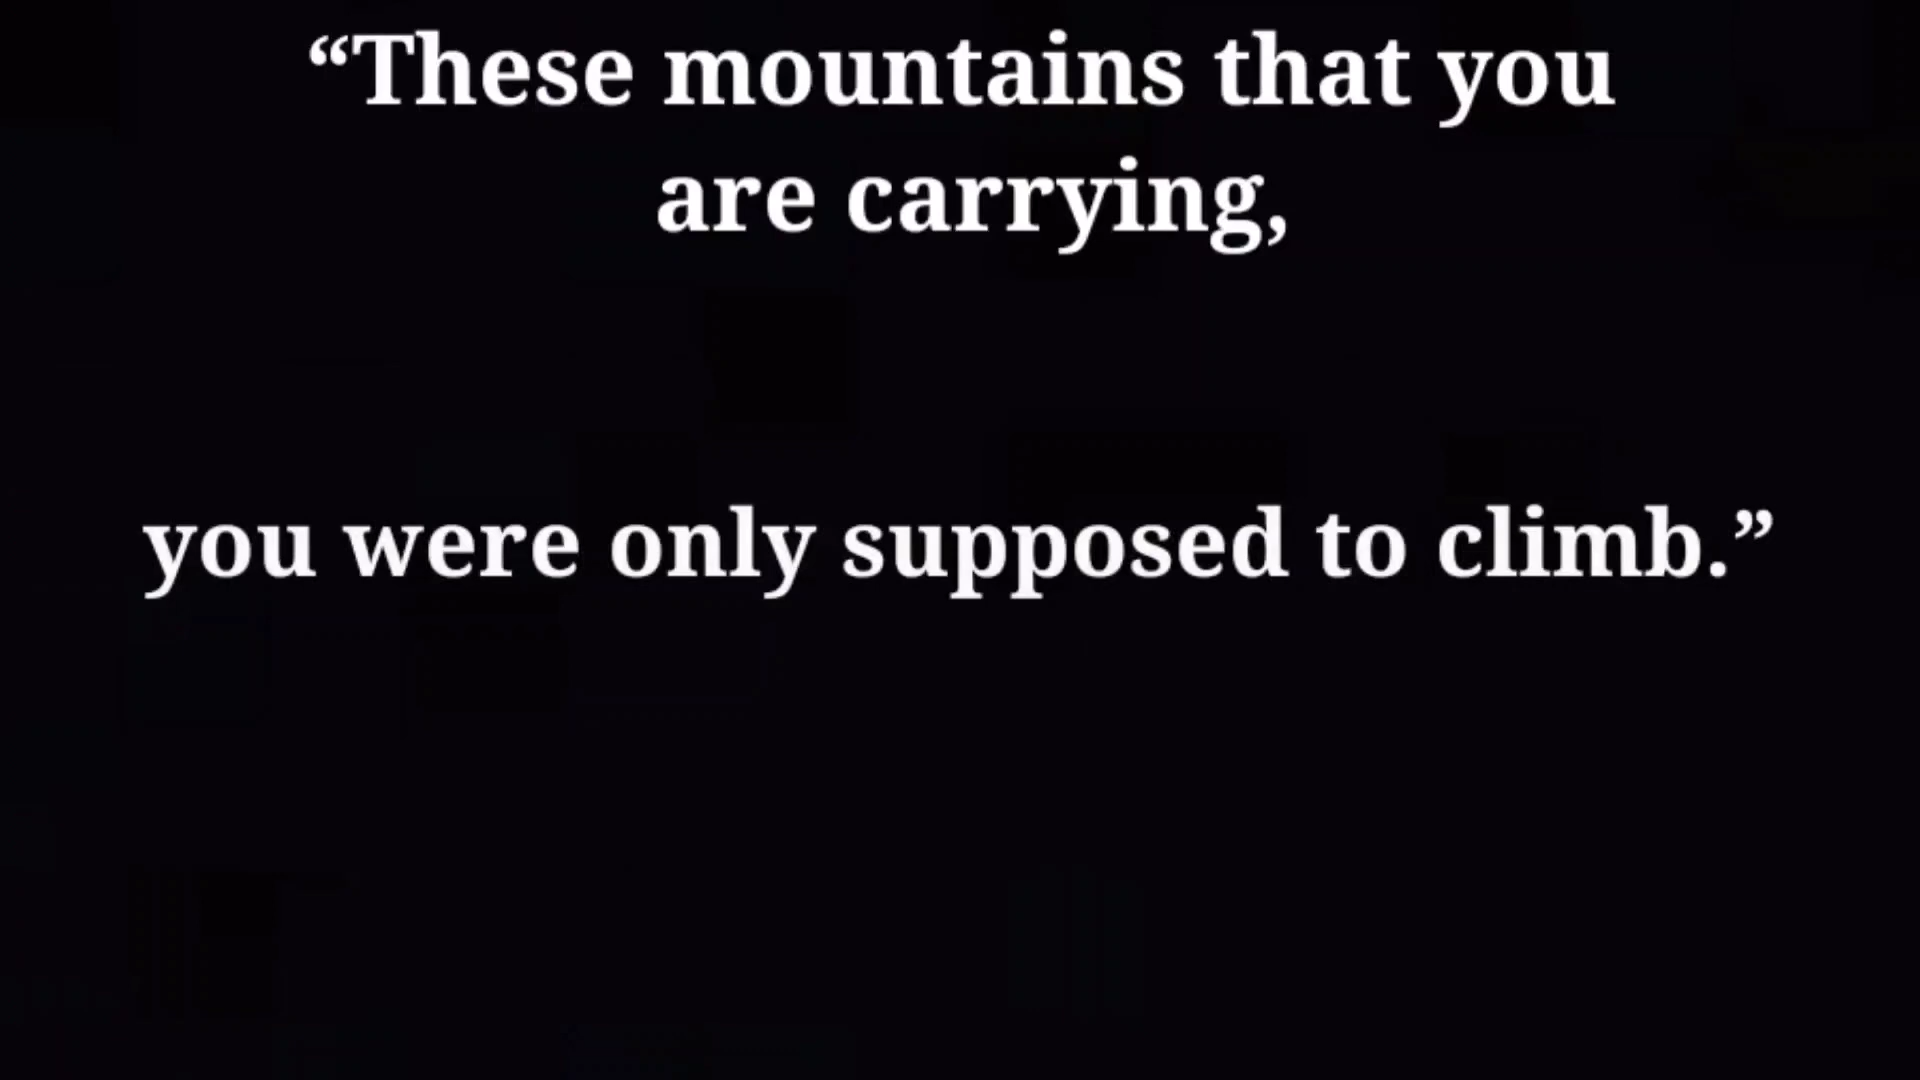 “These mountains that you
are carrying,
you were only supposed to climb.”